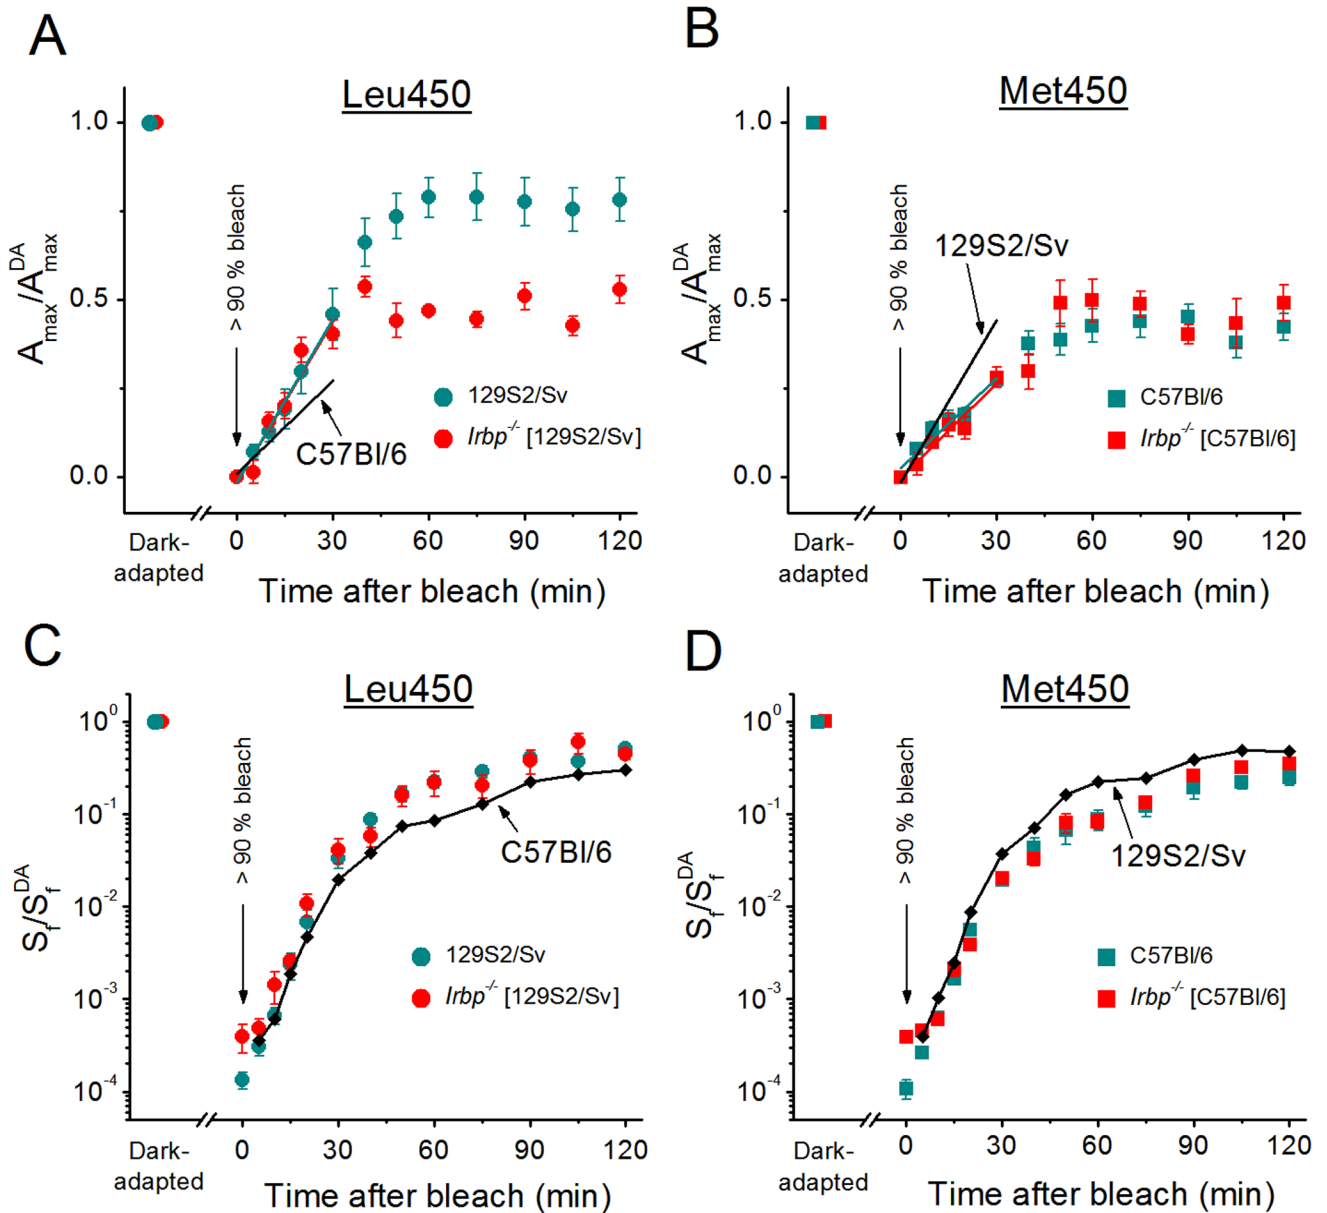 A
Leu450
1.0
0.5
0.0
A_max/A_max^DA
> 90 % bleach
129S2/Sv
Irbp^-/- [129S2/Sv]
C57Bl/6
Dark-
adapted
0 30 60 90 120
Time after bleach (min)
B
Met450
1.0
0.5
0.0
A_max/A_max^DA
> 90 % bleach
129S2/Sv
C57Bl/6
Irbp^-/- [C57Bl/6]
Dark-
adapted
0 30 60 90 120
Time after bleach (min)
C
Leu450
10^0
10^-1
10^-2
10^-3
10^-4
S_f/S_f^DA
> 90 % bleach
C57Bl/6
129S2/Sv
Irbp^-/- [129S2/Sv]
Dark-
adapted
0 30 60 90 120
Time after bleach (min)
D
Met450
10^0
10^-1
10^-2
10^-3
10^-4
S_f/S_f^DA
> 90 % bleach
129S2/Sv
C57Bl/6
Irbp^-/- [C57Bl/6]
Dark-
adapted
0 30 60 90 120
Time after bleach (min)